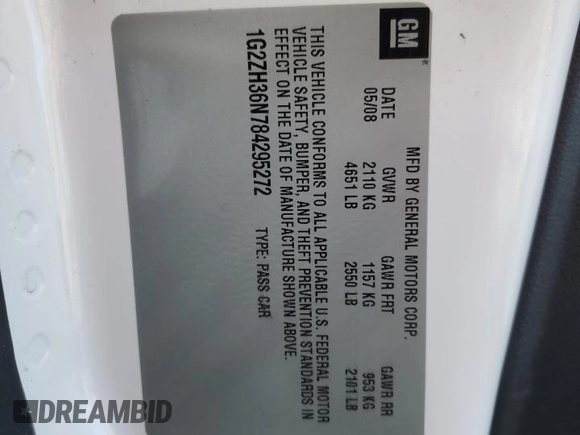 GM
MFD BY GENERAL MOTORS CORP.
DATE GVWR GAWR FRT GAWR RR
05/08 2110 KG 1157 KG 953 KG
4651 LB 2550 LB 2101 LB
THIS VEHICLE CONFORMS TO ALL APPLICABLE U.S. FEDERAL MOTOR
VEHICLE SAFETY, BUMPER, AND THEFT PREVENTION STANDARDS IN
EFFECT ON THE DATE OF MANUFACTURE SHOWN ABOVE.
1G2ZH36N784295272 TYPE: PASS CAR
DREAMBID